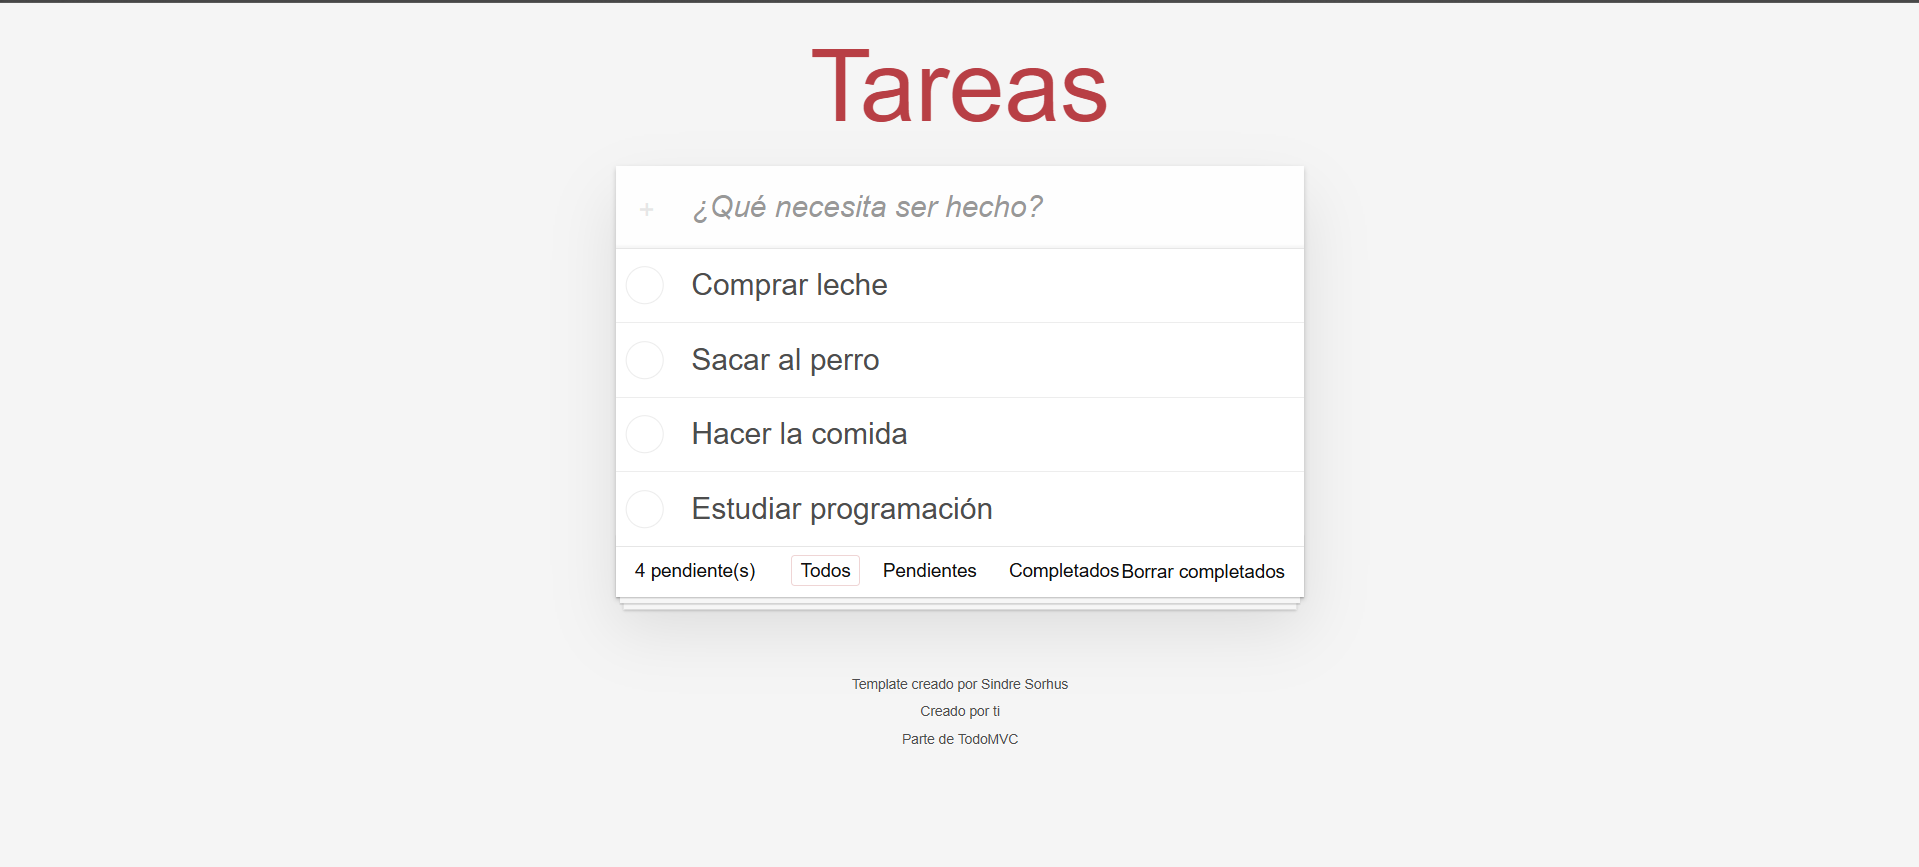 Tareas
+ ¿Qué necesita ser hecho?
Comprar leche
Sacar al perro
Hacer la comida
Estudiar programación
4 pendiente(s) Todos Pendientes Completados Borrar completados
Template creado por Sindre Sorhus
Creado por ti
Parte de TodoMVC